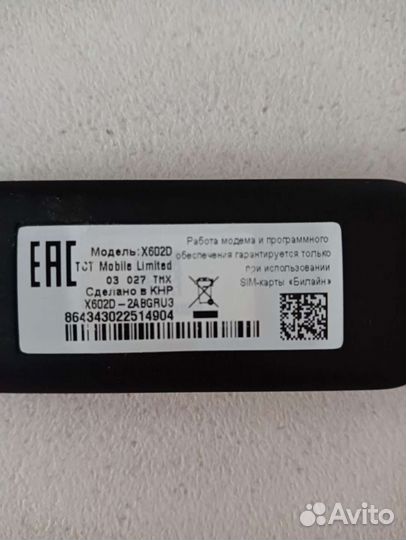 EAC
Модель:X602D
TCT Mobile Limited
03 027 TMX
Сделано в КНР
X602D-2ABGRU3
864343022514904
Работа модема и программного
обеспечения гарантируется только
при использовании
SIM-карты «Билайн»
Avito